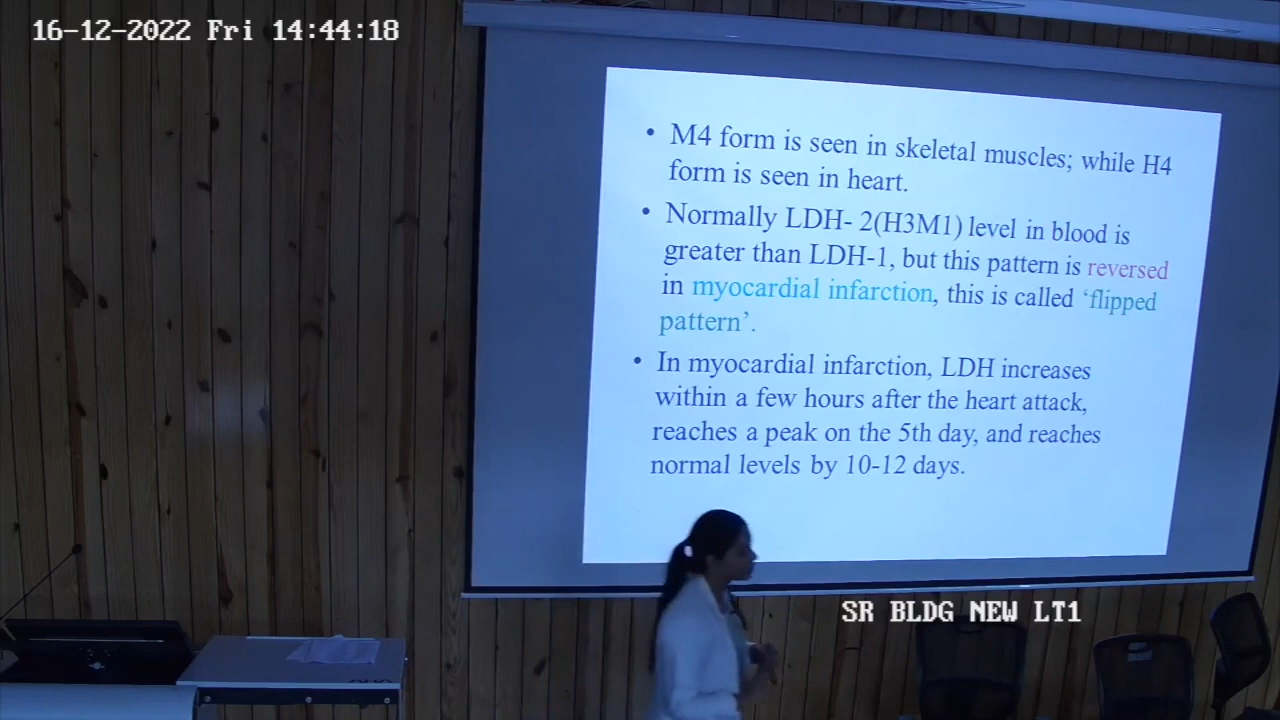 16-12-2022 Fri 14:44:18
• M4 form is seen in skeletal muscles; while H4
form is seen in heart.
• Normally LDH- 2(H3M1) level in blood is
greater than LDH-1, but this pattern is reversed
in myocardial infarction, this is called ‘flipped
pattern’.
• In myocardial infarction, LDH increases
within a few hours after the heart attack,
reaches a peak on the 5th day, and reaches
normal levels by 10-12 days.
SR BLDG NEW LT1